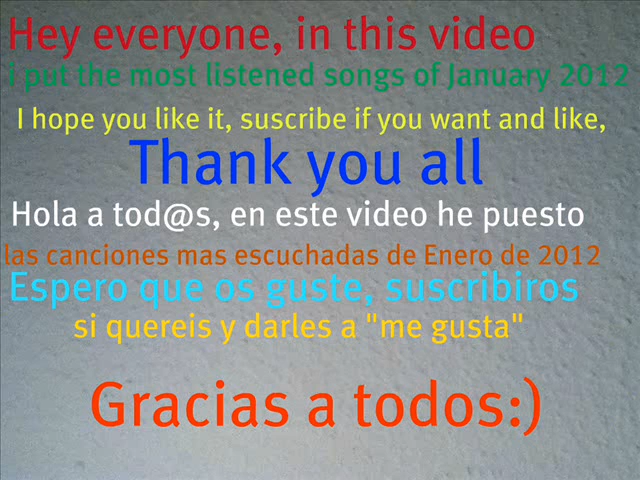 Hey everyone, in this video
i put the most listened songs of January 2012
I hope you like it, suscribe if you want and like,
Thank you all
Hola a tod@s, en este video he puesto
las canciones mas escuchadas de Enero de 2012
Espero que os guste, suscribiros
si quereis y darles a "me gusta"
Gracias a todos:)